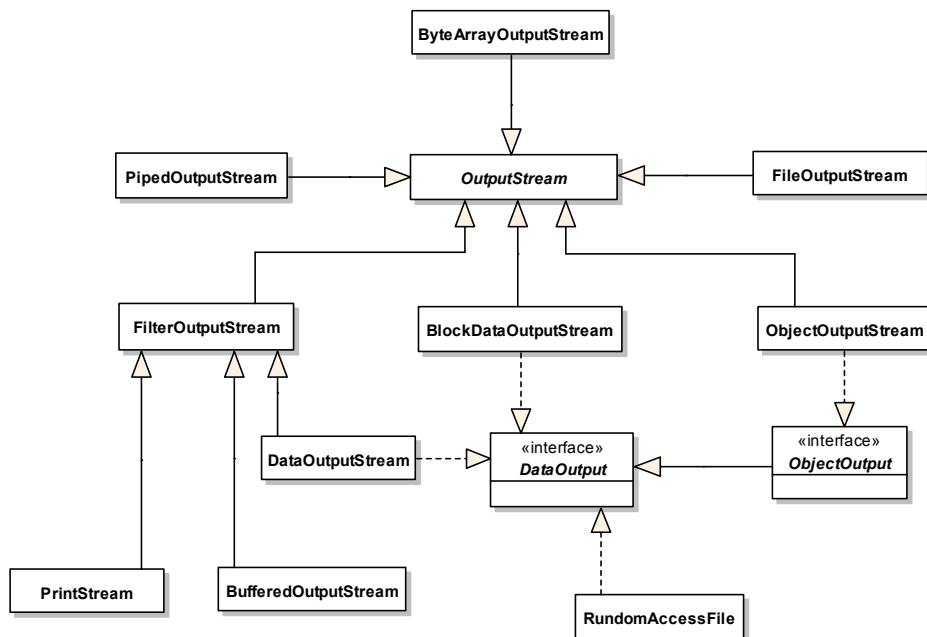 ByteArrayOutputStream
PipedOutputStream
OutputStream
FileOutputStream
FilterOutputStream
BlockDataOutputStream
ObjectOutputStream
DataOutputStream
«interface»
DataOutput
«interface»
ObjectOutput
PrintStream
BufferedOutputStream
RundomAccessFile